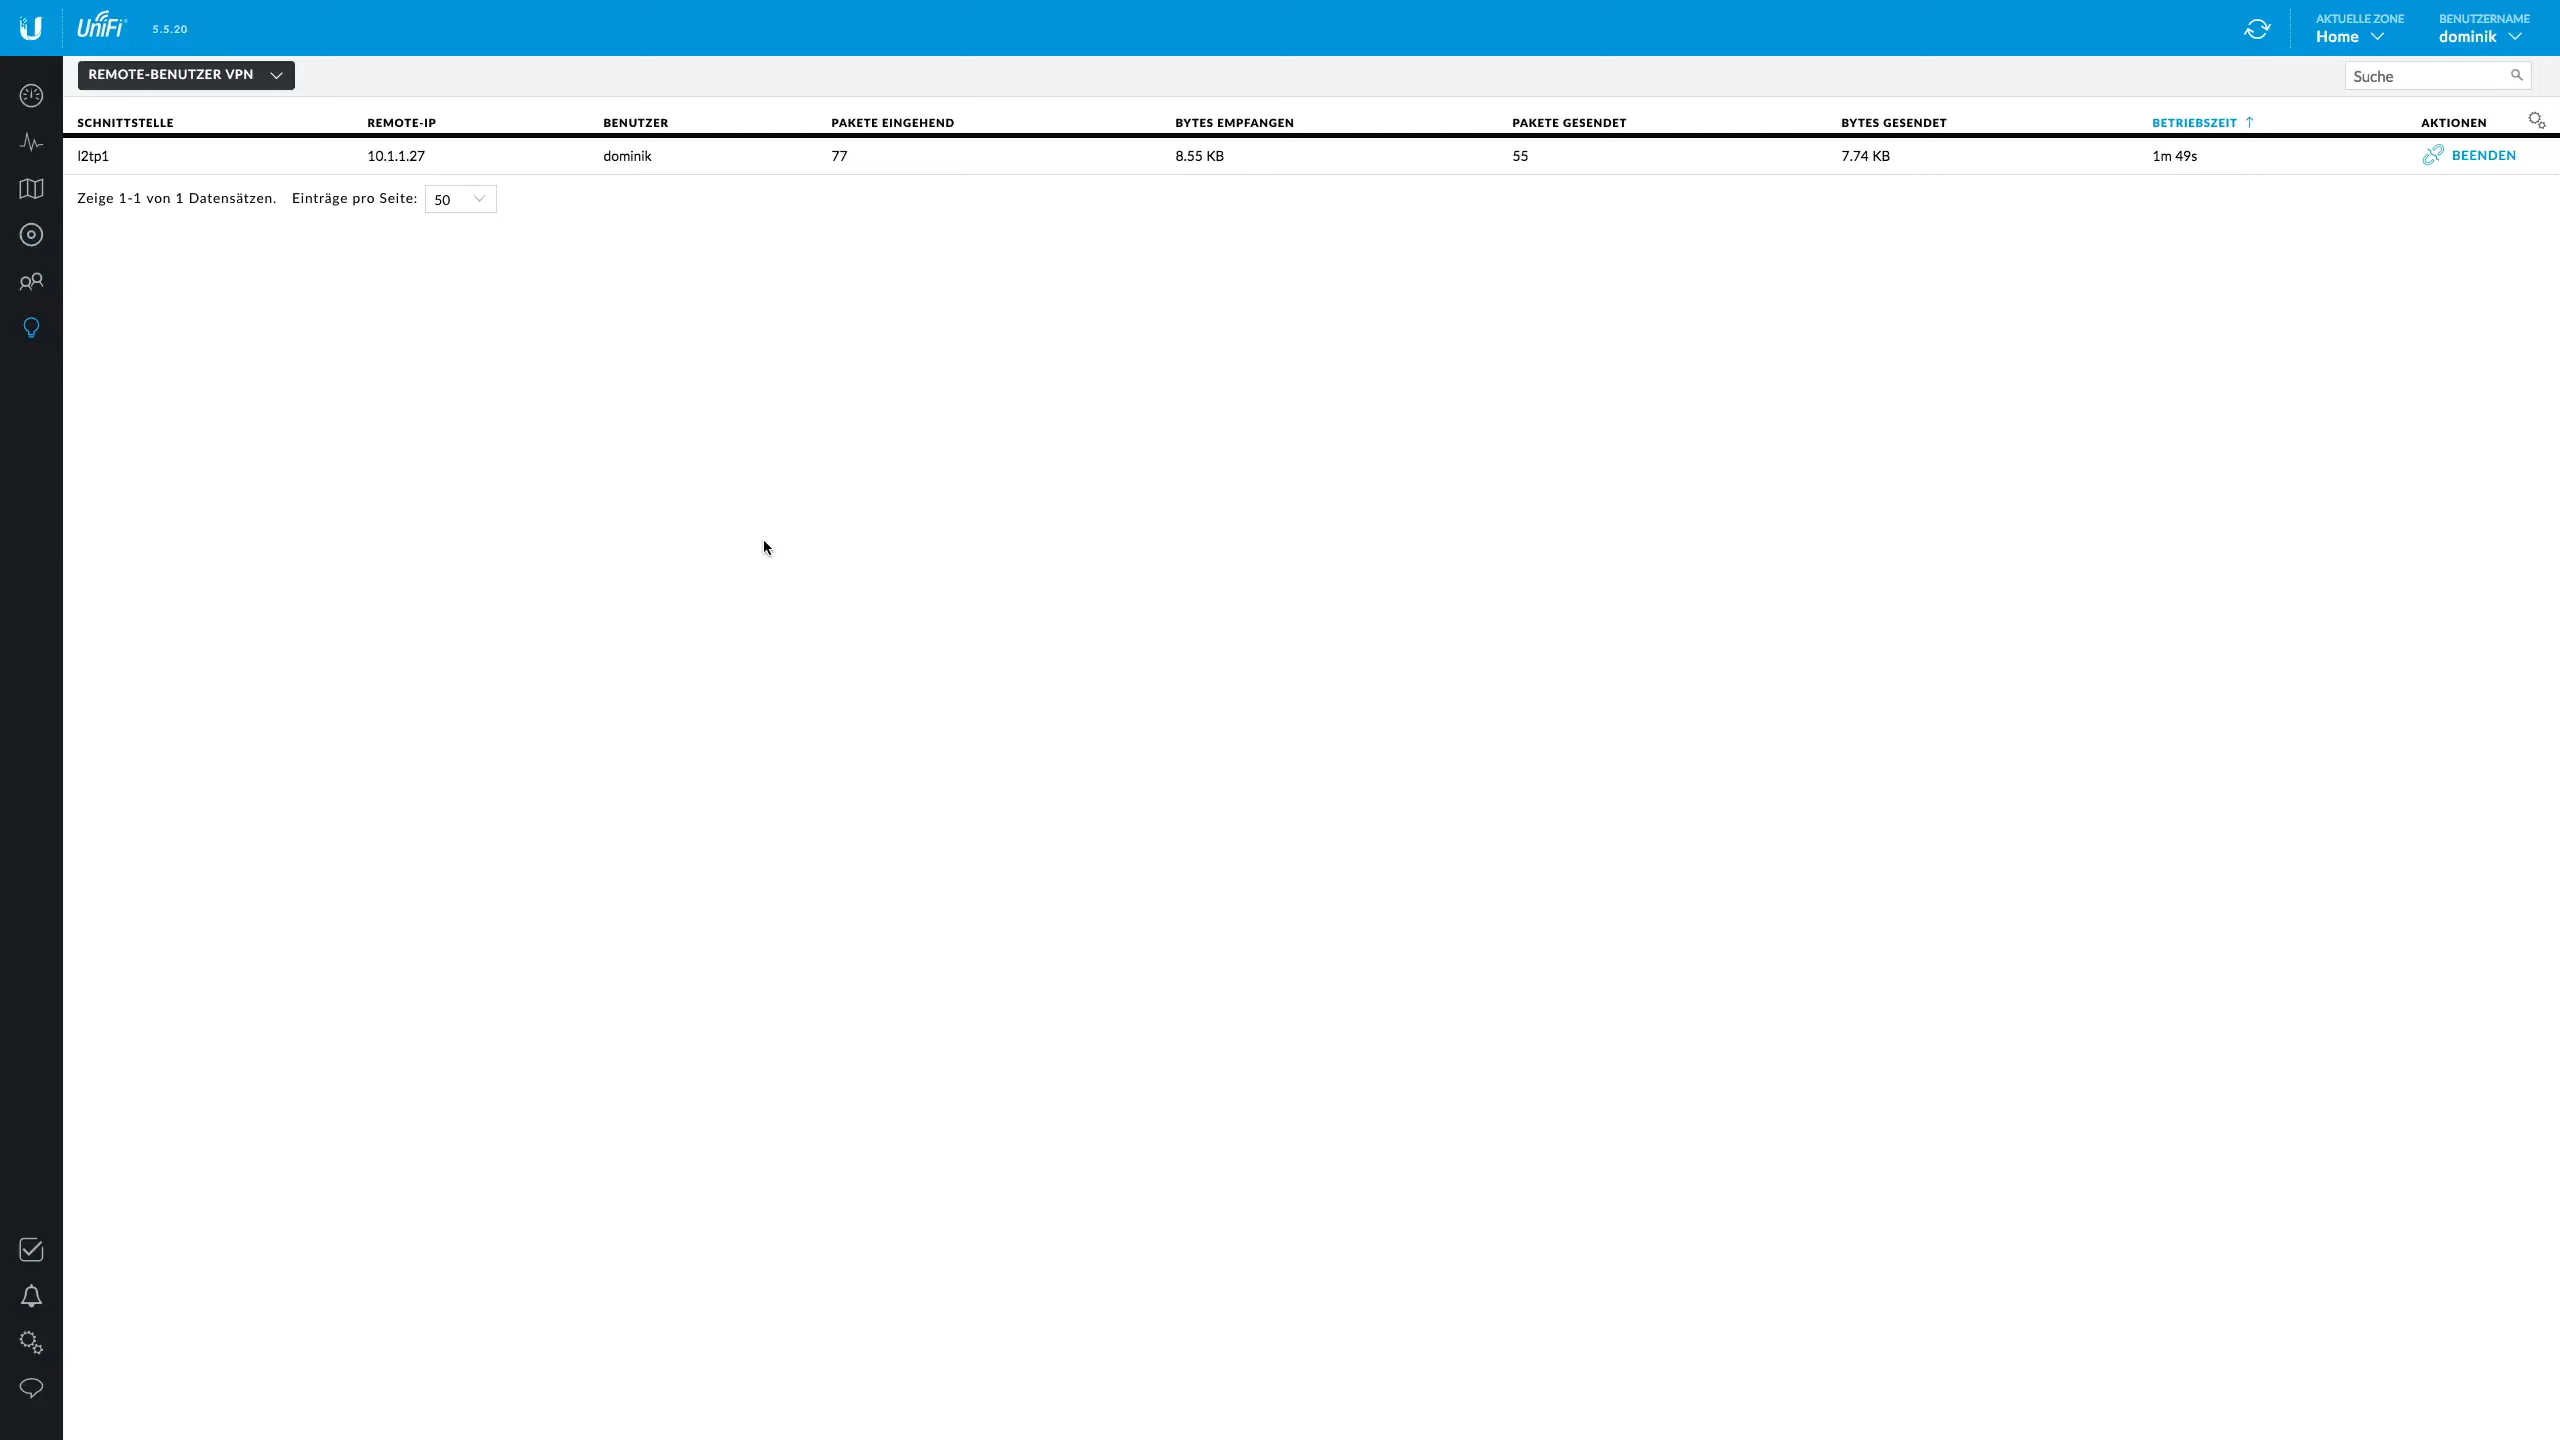 UniFi 5.5.20
AKTUELLE ZONE
Home
BENUTZERNAME
dominik
REMOTE-BENUTZER VPN
Suche
SCHNITTSTELLE REMOTE-IP BENUTZER PAKETE EINGEHEND BYTES EMPFANGEN PAKETE GESENDET BYTES GESENDET BETRIEBSZEIT AKTIONEN
l2tp1 10.1.1.27 dominik 77 8.55 KB 55 7.74 KB 1m 49s BEENDEN
Zeige 1-1 von 1 Datensätzen. Einträge pro Seite: 50